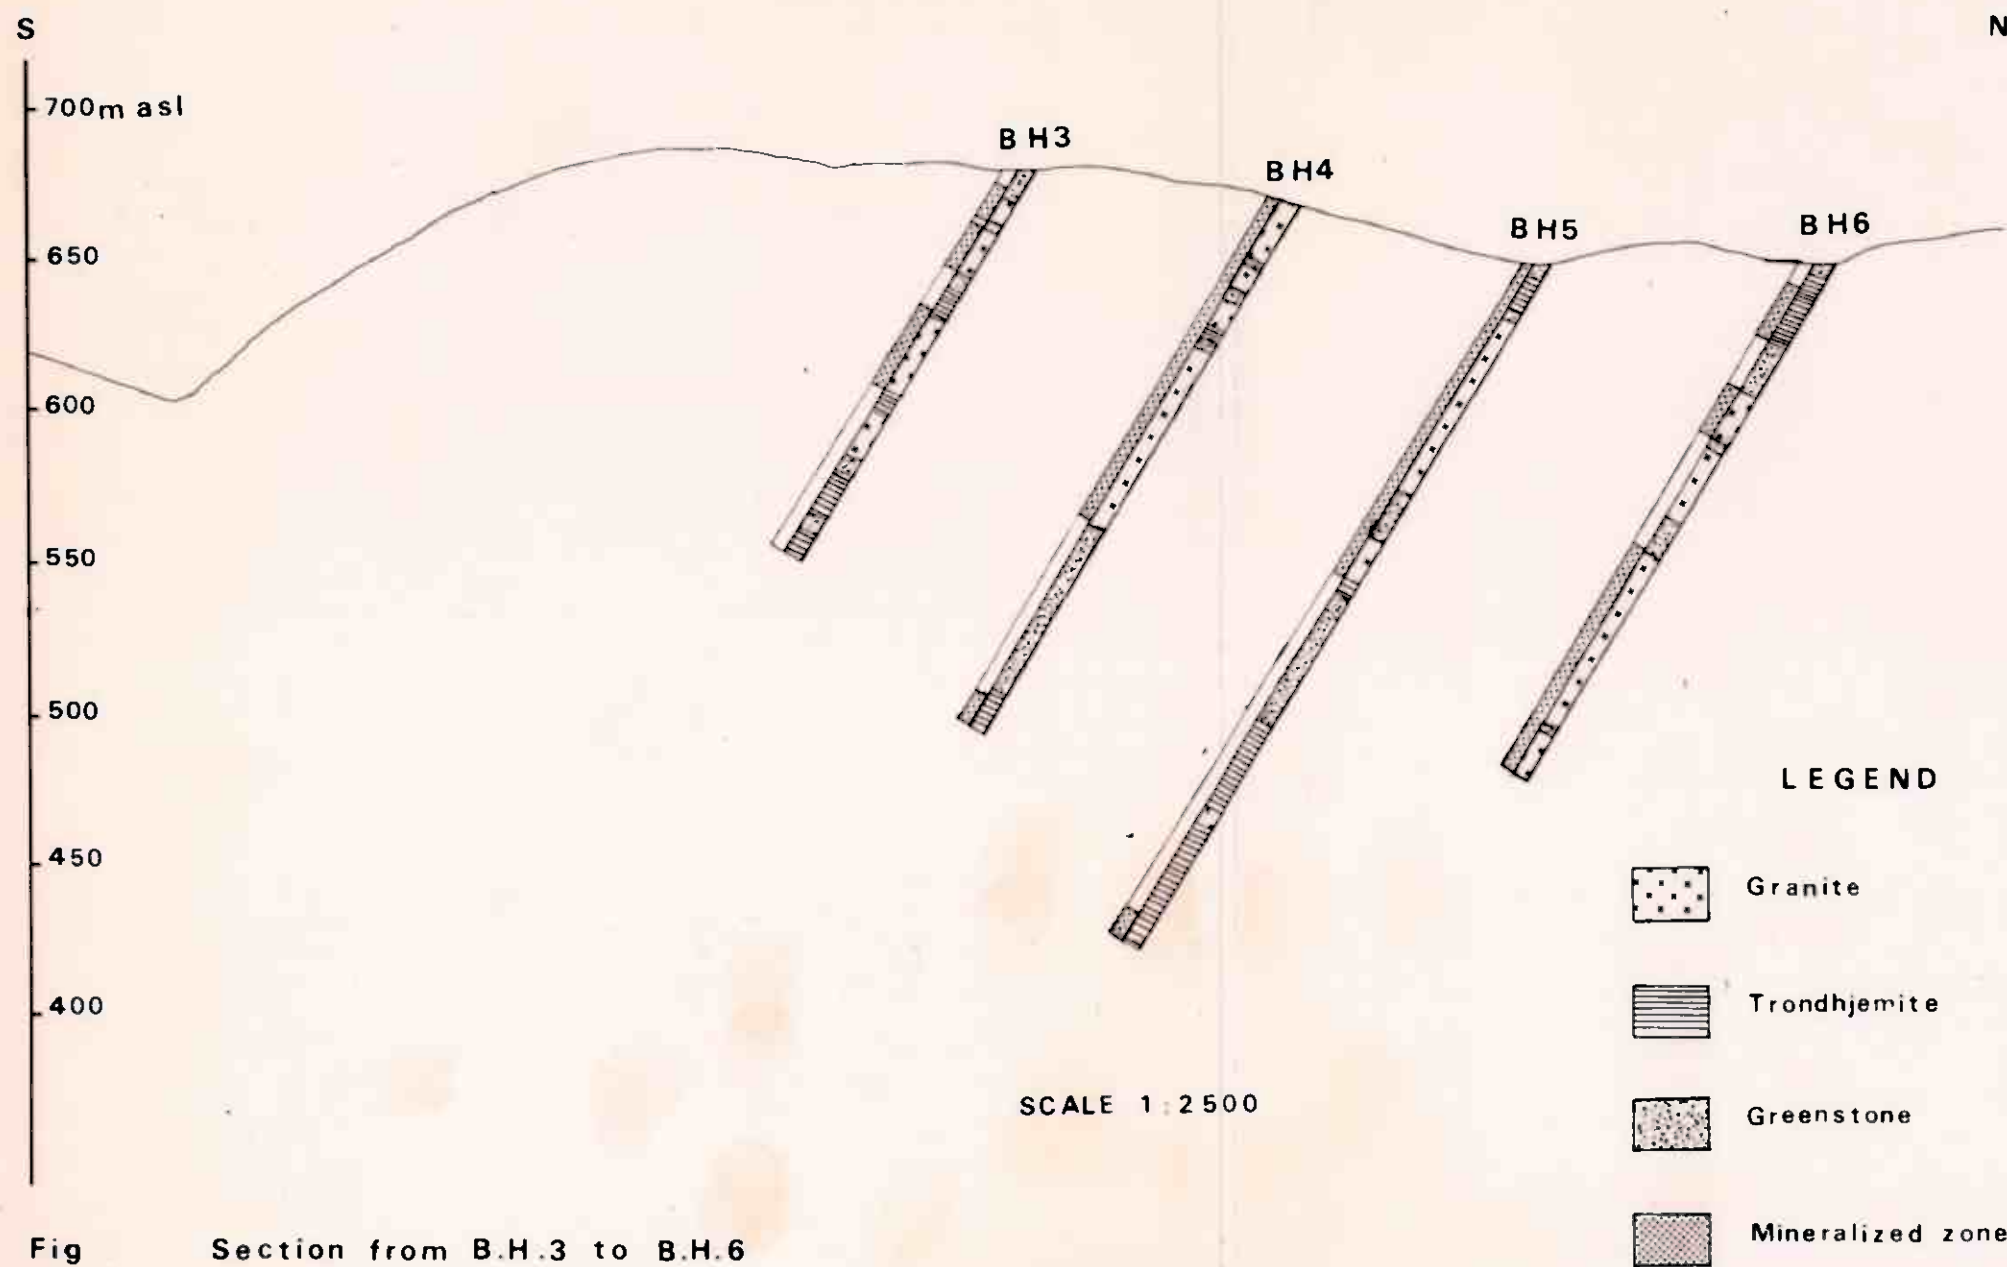 S
N
700m asl
BH3
BH4
BH5
BH6
650
600
550
500
450
400
LEGEND
Granite
Trondhjemite
Greenstone
Mineralized zone
SCALE 1:2500
Fig Section from B.H.3 to B.H.6